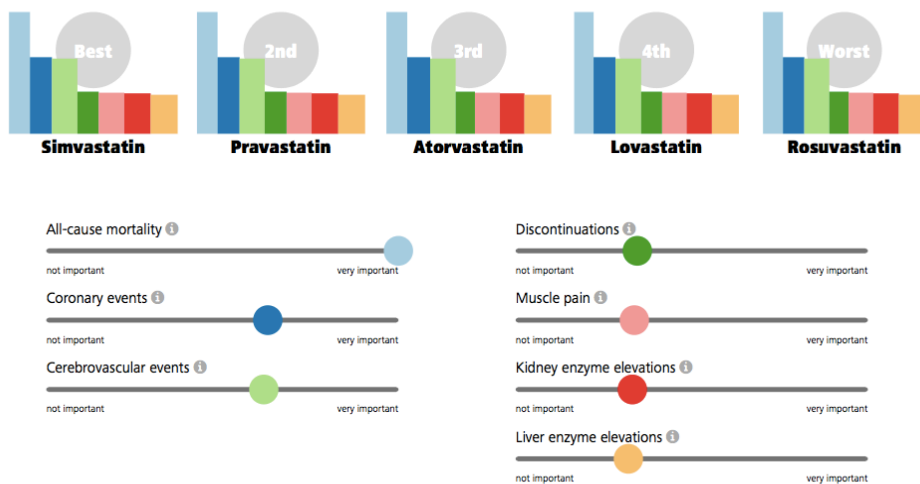 Best 2nd 3rd 4th Worst
Simvastatin Pravastatin Atorvastatin Lovastatin Rosuvastatin
All-cause mortality
not important very important
Coronary events
not important very important
Cerebrovascular events
not important very important
Discontinuations
not important very important
Muscle pain
not important very important
Kidney enzyme elevations
not important very important
Liver enzyme elevations
not important very important